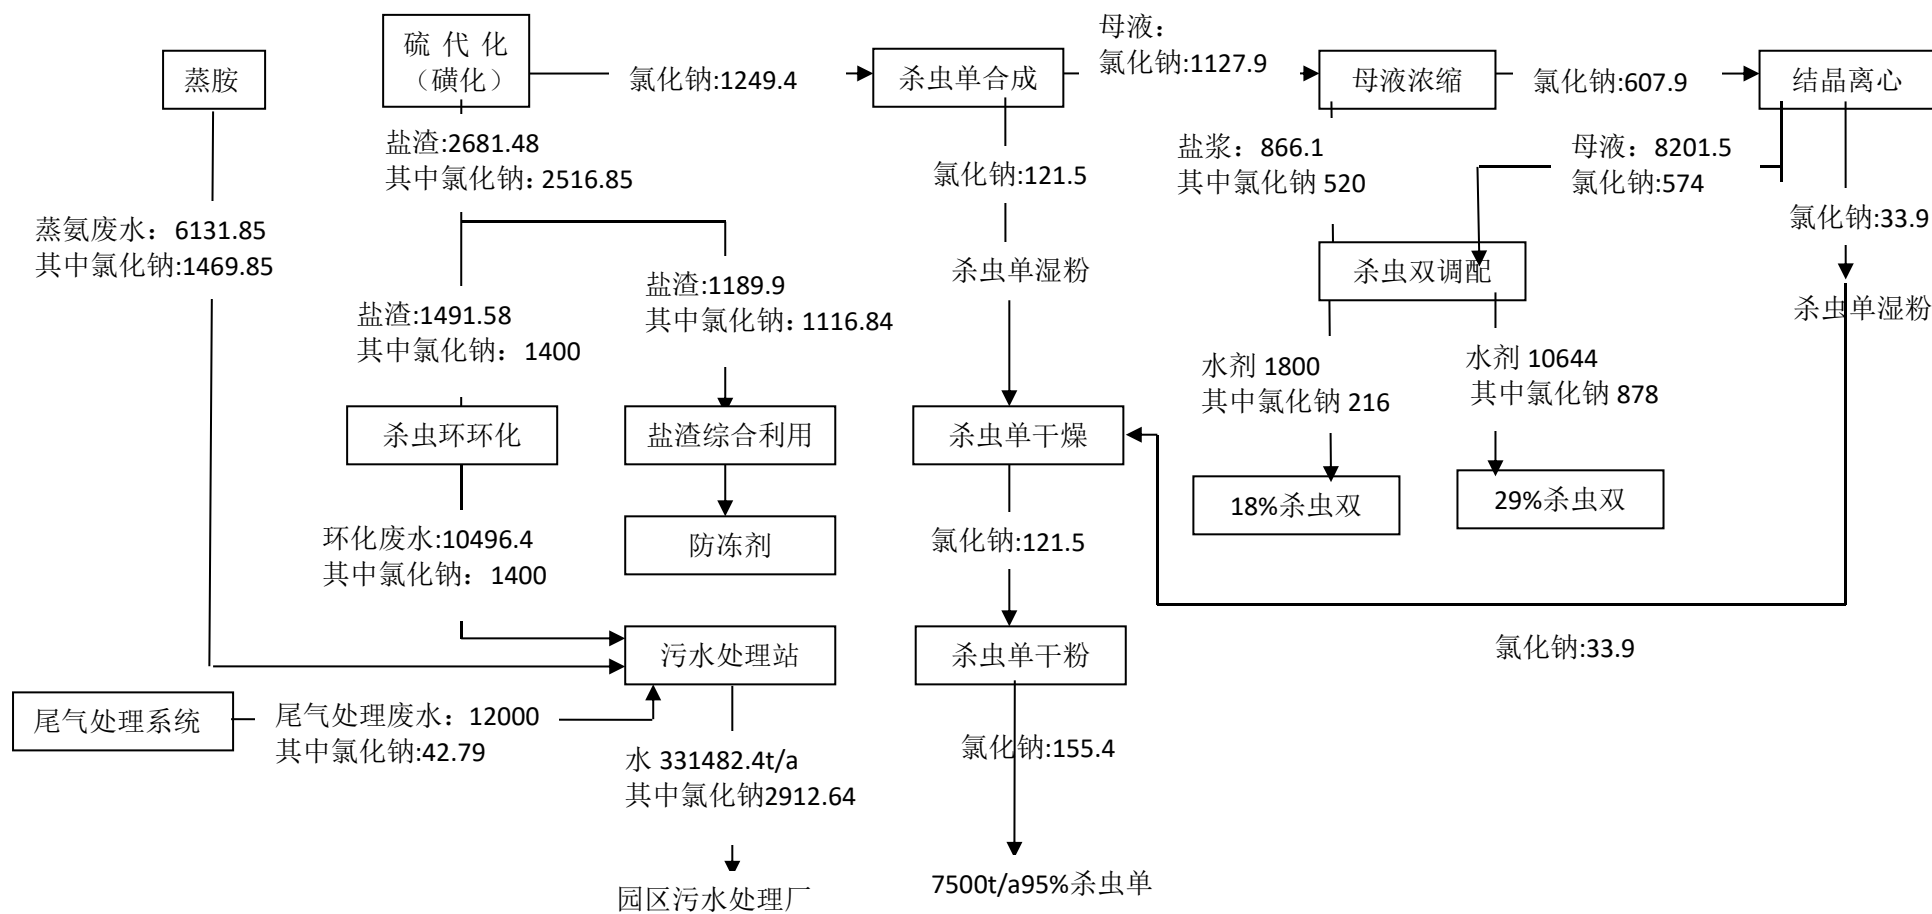 蒸胺
硫 代 化
（磺化）
氯化钠:1249.4
杀虫单合成
母液：
氯化钠:1127.9
母液浓缩
氯化钠:607.9
结晶离心
盐渣:2681.48
其中氯化钠：2516.85
氯化钠:121.5
盐浆：866.1
其中氯化钠 520
母液：8201.5
氯化钠:574
氯化钠:33.9
蒸氨废水：6131.85
其中氯化钠:1469.85
杀虫单湿粉
杀虫双调配
杀虫单湿粉
盐渣:1491.58
其中氯化钠：1400
盐渣:1189.9
其中氯化钠：1116.84
水剂 1800
其中氯化钠 216
水剂 10644
其中氯化钠 878
杀虫环环化
盐渣综合利用
杀虫单干燥
18%杀虫双
29%杀虫双
环化废水:10496.4
其中氯化钠：1400
防冻剂
氯化钠:121.5
污水处理站
杀虫单干粉
氯化钠:33.9
尾气处理系统
尾气处理废水：12000
其中氯化钠:42.79
水 331482.4t/a
其中氯化钠2912.64
氯化钠:155.4
园区污水处理厂
7500t/a95%杀虫单